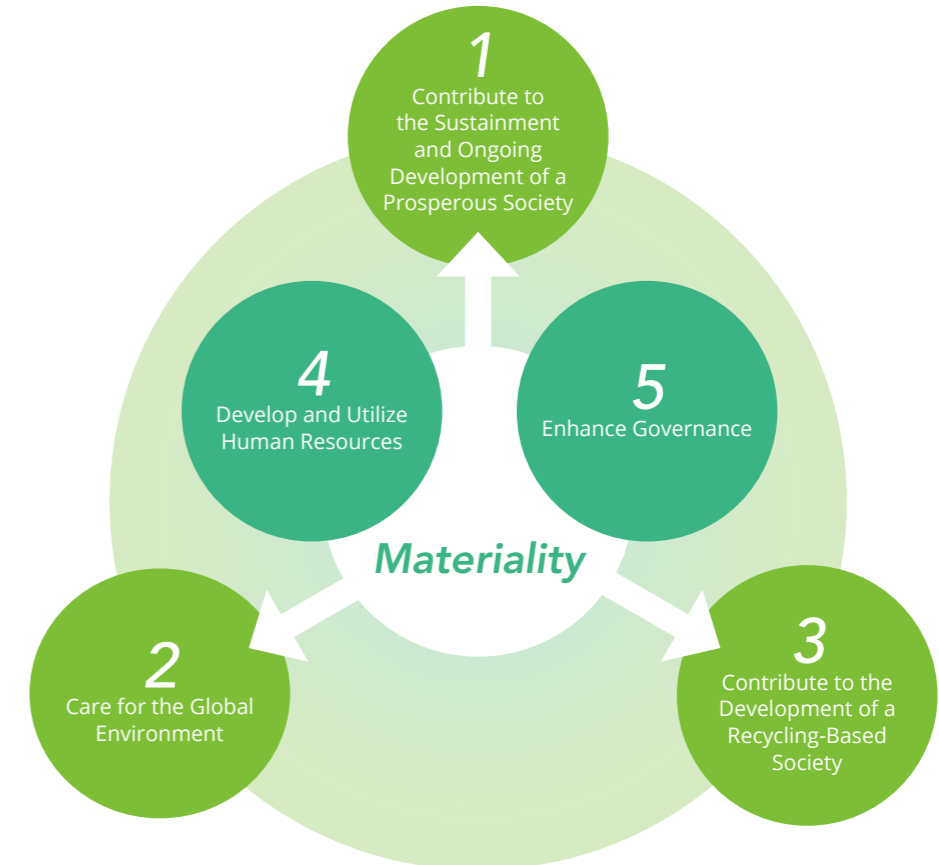 1
Contribute to
the Sustainment
and Ongoing
Development of a
Prosperous Society
4
Develop and Utilize
Human Resources
5
Enhance Governance
Materiality
2
Care for the Global
Environment
3
Contribute to the
Development of a
Recycling-Based
Society